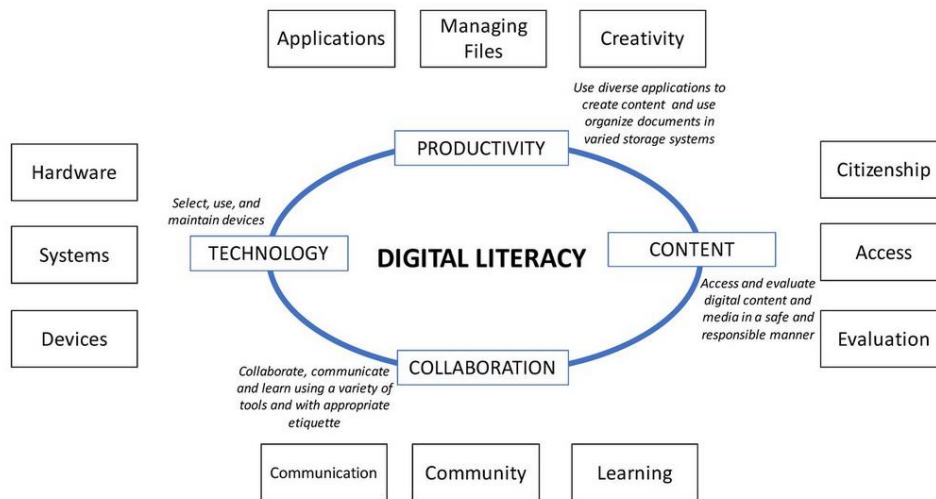 Applications
Managing
Files
Creativity
Use diverse applications to
create content and use
organize documents in
varied storage systems
PRODUCTIVITY
Hardware
Citizenship
Select, use, and
maintain devices
Systems
TECHNOLOGY
DIGITAL LITERACY
CONTENT
Access
Access and evaluate
digital content and
media in a safe and
responsible manner
Devices
Evaluation
COLLABORATION
Collaborate, communicate
and learn using a variety of
tools and with appropriate
etiquette
Communication
Community
Learning